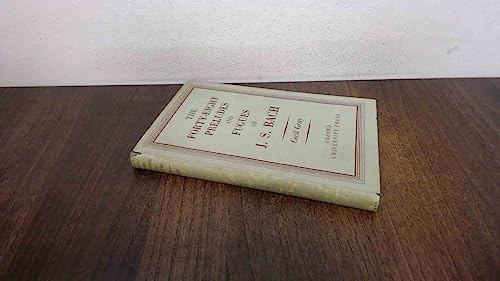 THE
FORTY-EIGHT
PRELUDES
AND
FUGUES
OF
J. S. BACH
Cecil Gray
OXFORD
UNIVERSITY PRESS